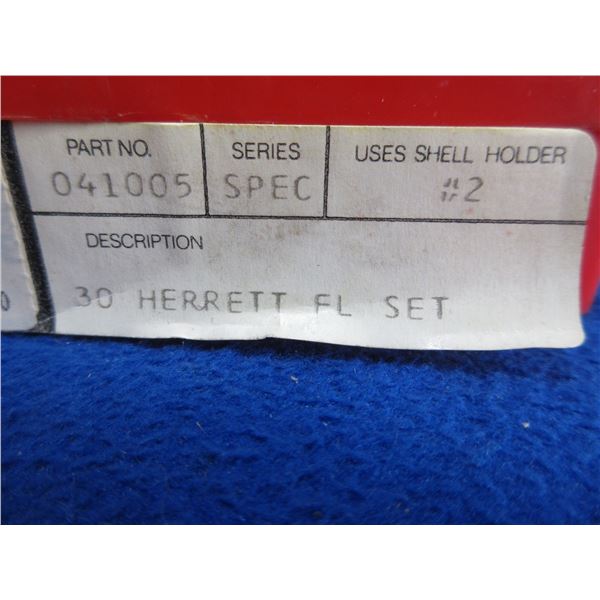 PART NO. SERIES USES SHELL HOLDER
041005 SPEC #2
DESCRIPTION
30 HERRETT FL SET